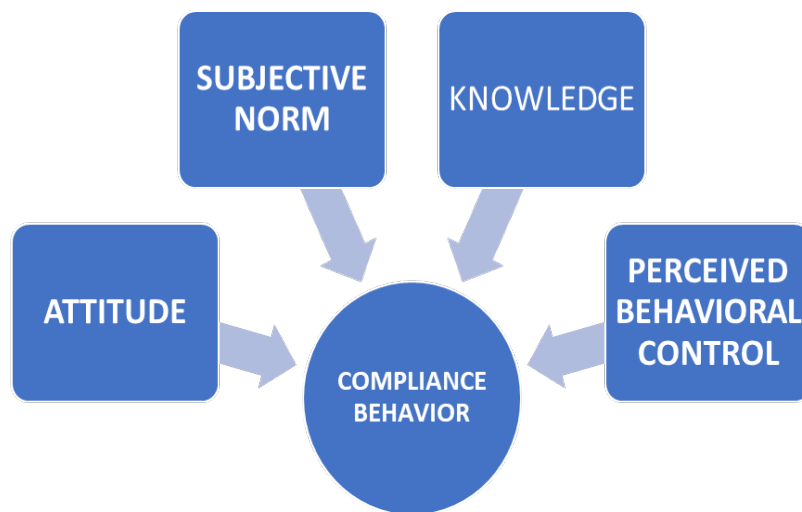 SUBJECTIVE
NORM
KNOWLEDGE
ATTITUDE
PERCEIVED
BEHAVIORAL
CONTROL
COMPLIANCE
BEHAVIOR